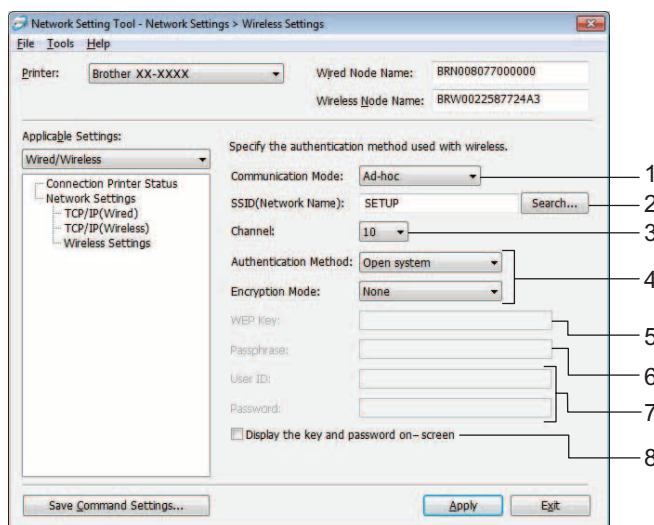 Network Setting Tool - Network Settings > Wireless Settings
File Tools Help
Printer: Brother XX-XXXX Wired Node Name: BRN008077000000
Wireless Node Name: BRW0022587724A3
Applicable Settings:
Wired/Wireless
Connection Printer Status
Network Settings
TCP/IP(Wired)
TCP/IP(Wireless)
Wireless Settings
Specify the authentication method used with wireless.
Communication Mode: Ad-hoc 1
SSID(Network Name): SETUP Search... 2
Channel: 10 3
Authentication Method: Open system
4
Encryption Mode: None
WEP Key: 5
Passphrase: 6
User ID:
7
Password:
Display the key and password on-screen 8
Save Command Settings... Apply Exit